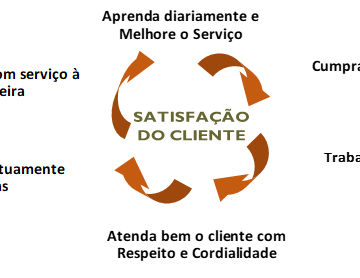 Aprenda diariamente e
Melhore o Serviço
om serviço à
eira
Cumpra
SATISFAÇÃO
DO CLIENTE
Traba
tuamente
as
Atenda bem o cliente com
Respeito e Cordialidade